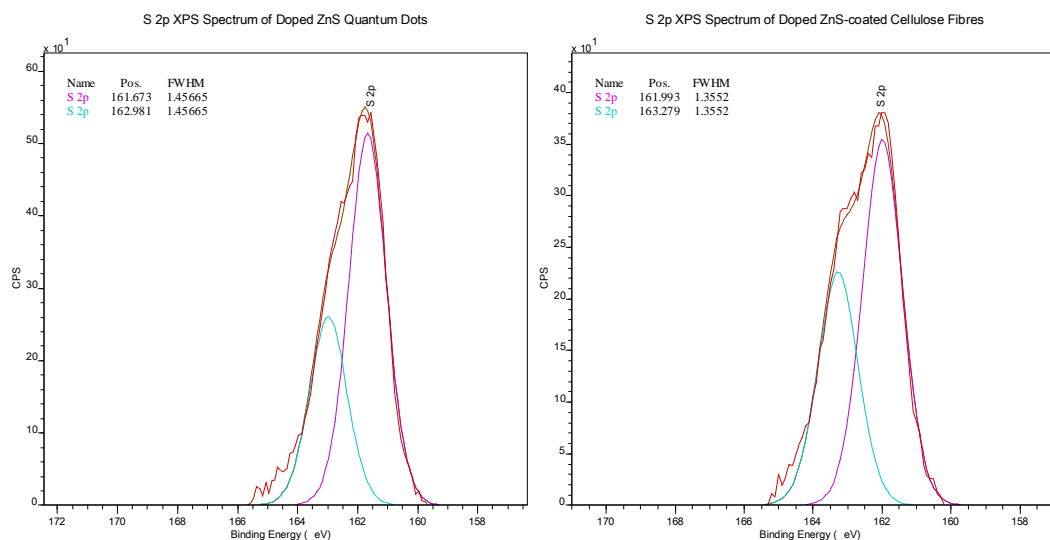 S 2p XPS Spectrum of Doped ZnS Quantum Dots
x 10¹
Name Pos. FWHM
S 2p 161.673 1.45665
S 2p 162.981 1.45665
S 2p
60
50
40
30
20
10
0
CPS
172 170 168 166 164 162 160 158
Binding Energy ( eV)
S 2p XPS Spectrum of Doped ZnS-coated Cellulose Fibres
x 10¹
Name Pos. FWHM
S 2p 161.993 1.3552
S 2p 163.279 1.3552
S 2p
40
35
30
25
20
15
10
5
0
CPS
170 168 166 164 162 160 158
Binding Energy ( eV)